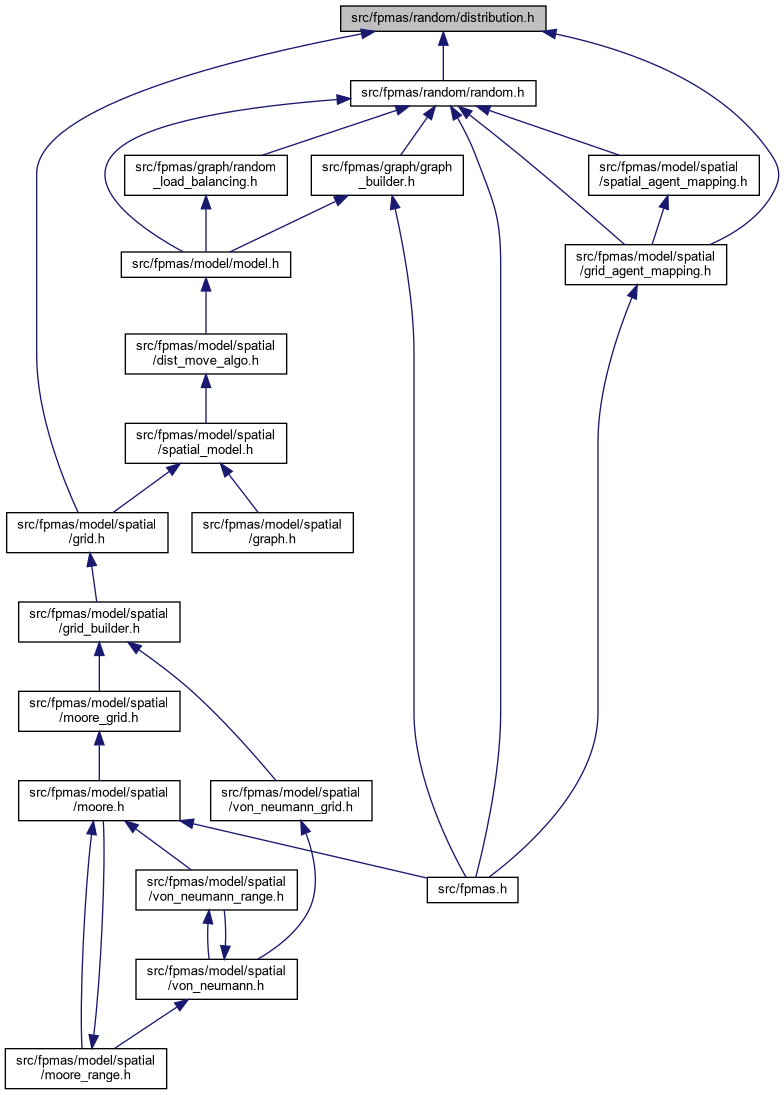 src/fpmas/random/distribution.h
src/fpmas/random/random.h
src/fpmas/graph/random
_load_balancing.h
src/fpmas/graph/graph
_builder.h
src/fpmas/model/spatial
/spatial_agent_mapping.h
src/fpmas/model/model.h
src/fpmas/model/spatial
/grid_agent_mapping.h
src/fpmas/model/spatial
/dist_move_algo.h
src/fpmas/model/spatial
/spatial_model.h
src/fpmas/model/spatial
/grid.h
src/fpmas/model/spatial
/graph.h
src/fpmas/model/spatial
/grid_builder.h
src/fpmas/model/spatial
/moore_grid.h
src/fpmas/model/spatial
/moore.h
src/fpmas/model/spatial
/von_neumann_grid.h
src/fpmas/model/spatial
/von_neumann_range.h
src/fpmas.h
src/fpmas/model/spatial
/von_neumann.h
src/fpmas/model/spatial
/moore_range.h